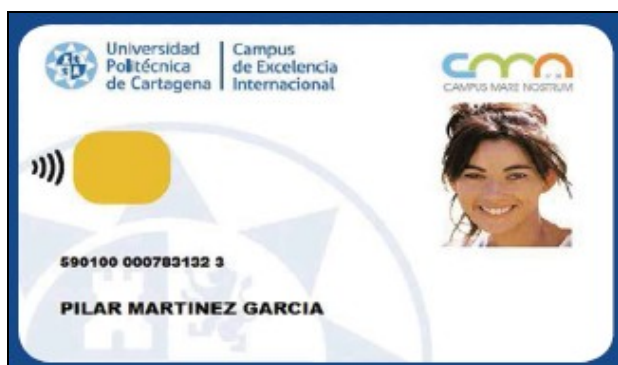 Universidad
Politécnica
de Cartagena
Campus
de Excelencia
Internacional
CAMPUS MARE NOSTRUM
590100 000783132 3
PILAR MARTINEZ GARCIA